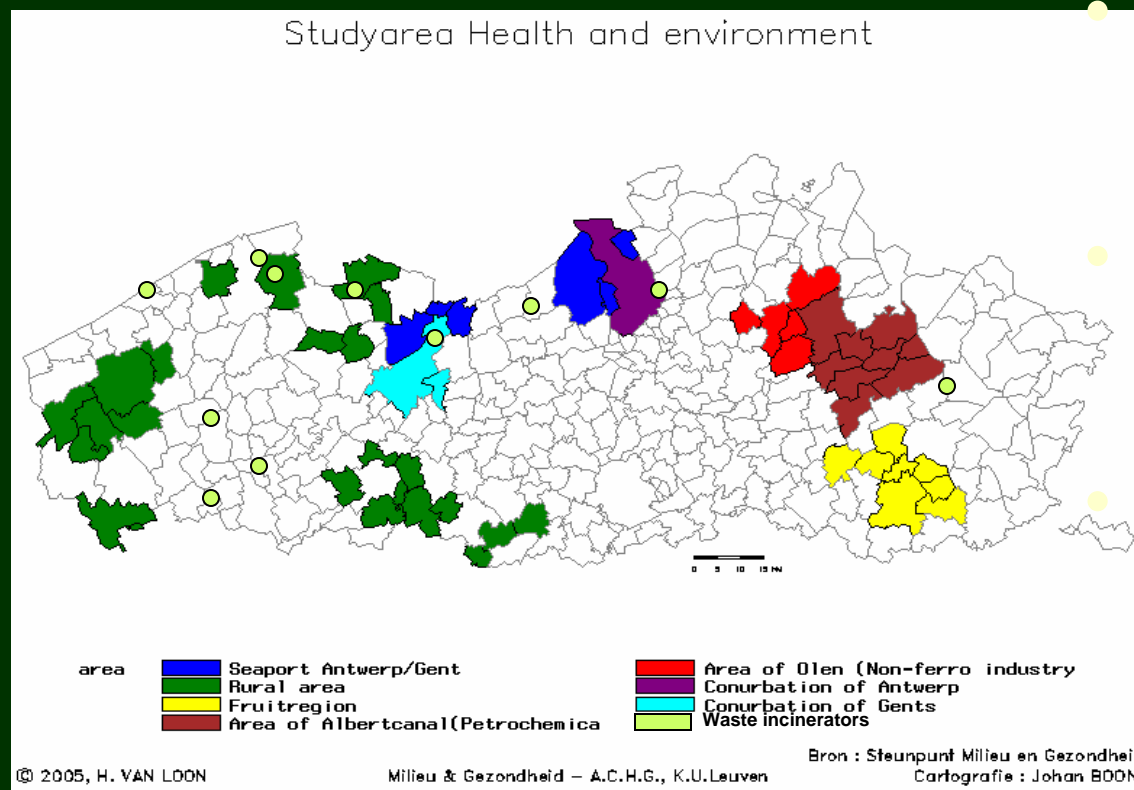 Studyarea Health and environment
0 5 10 15
area
Seaport Antwerp/Gent
Rural area
Fruitregion
Area of Albertcanal(Petrochemica
Area of Olen (Non-ferro industry
Conurbation of Antwerp
Conurbation of Gents
Waste incinerators
Bron : Steunpunt Milieu en Gezondhei
© 2005, H. VAN LOON
Milieu & Gezondheid – A.C.H.G., K.U.Leuven
Cartografie : Johan BOON